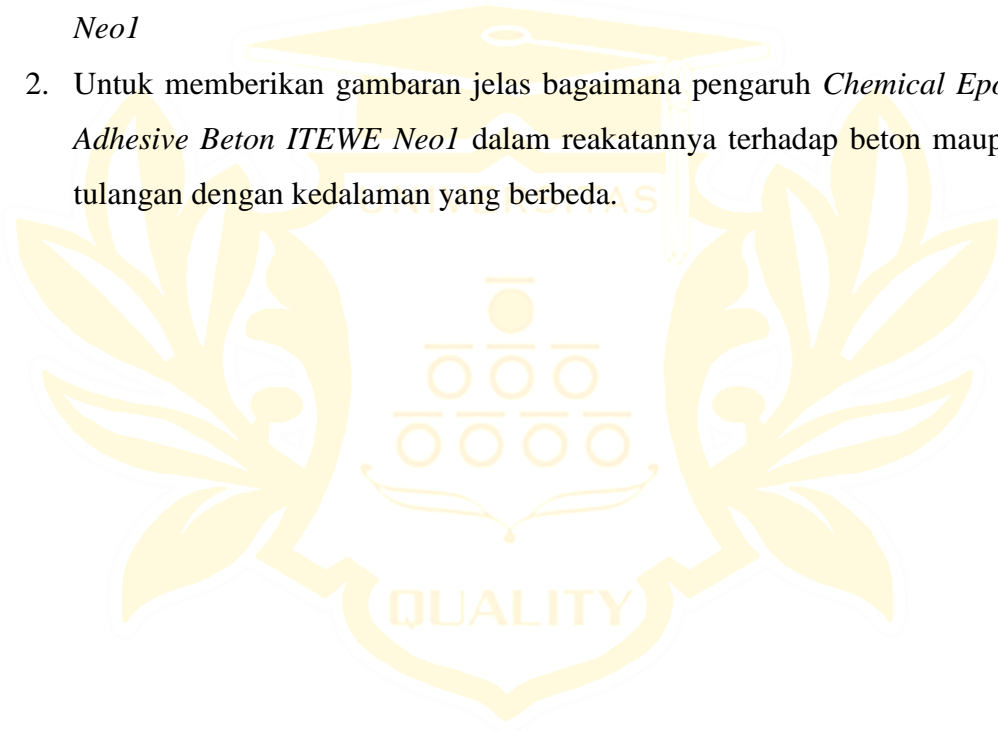 Neo1
2. Untuk memberikan gambaran jelas bagaimana pengaruh Chemical Epo
Adhesive Beton ITEWE Neo1 dalam reakatannya terhadap beton maup
tulangan dengan kedalaman yang berbeda.
UNIVERSITAS
QUALITY